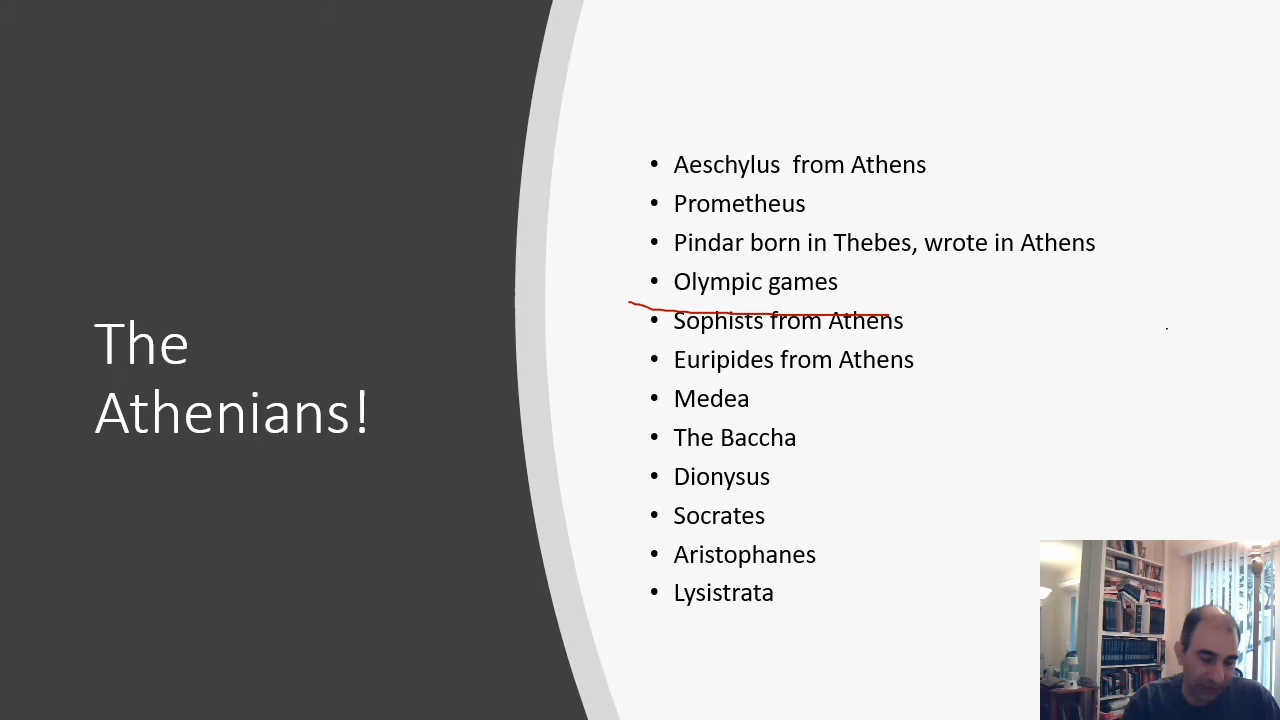 The
Athenians!
• Aeschylus  from Athens
• Prometheus
• Pindar born in Thebes, wrote in Athens
• Olympic games
• Sophists from Athens
• Euripides from Athens
• Medea
• The Baccha
• Dionysus
• Socrates
• Aristophanes
• Lysistrata